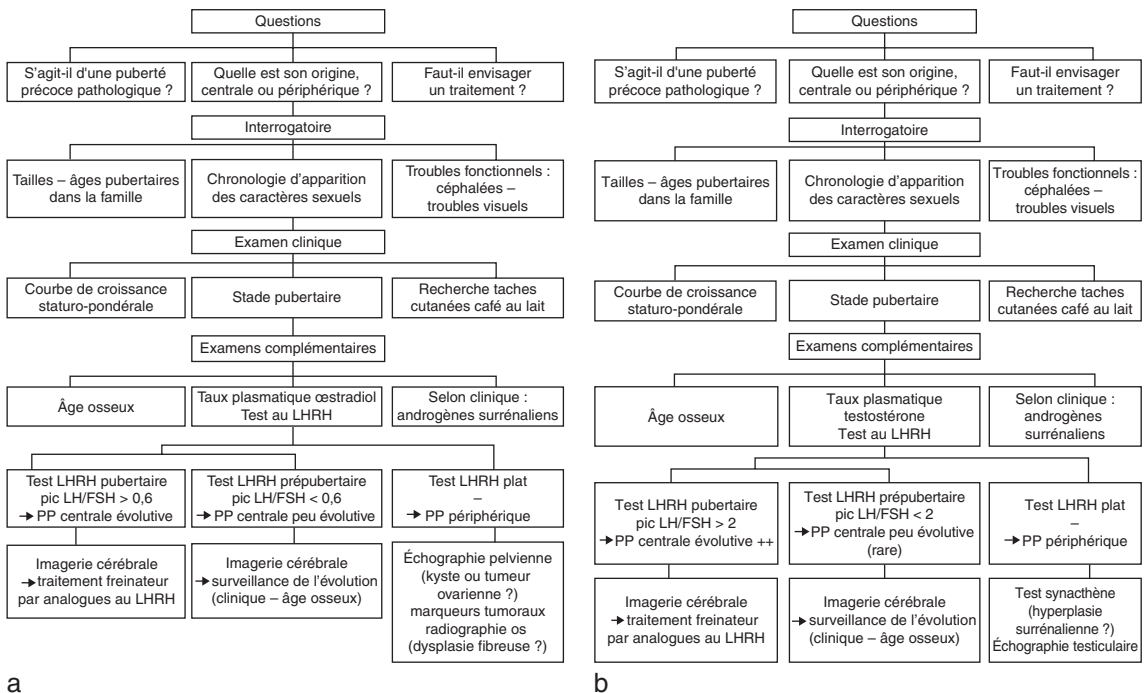 Questions
S'agit-il d'une puberté
précoce pathologique ?
Quelle est son origine,
centrale ou périphérique ?
Faut-il envisager
un traitement ?
Interrogatoire
Tailles – âges pubertaires
dans la famille
Chronologie d'apparition
des caractères sexuels
Troubles fonctionnels :
céphalées –
troubles visuels
Examen clinique
Courbe de croissance
staturo-pondérale
Stade pubertaire
Recherche taches
cutanées café au lait
Examens complémentaires
Âge osseux
Taux plasmatique œstradiol
Test au LHRH
Selon clinique :
androgènes surrénaliens
Test LHRH pubertaire
pic LH/FSH > 0,6
→ PP centrale évolutive
Test LHRH prépubertaire
pic LH/FSH < 0,6
→ PP centrale peu évolutive
Test LHRH plat
–
→ PP périphérique
Imagerie cérébrale
→ traitement freinateur
par analogues au LHRH
Imagerie cérébrale
→ surveillance de l'évolution
(clinique – âge osseux)
Échographie pelvienne
(kyste ou tumeur
ovarienne ?)
marqueurs tumoraux
radiographie os
(dysplasie fibreuse ?)
a
Questions
S'agit-il d'une puberté
précoce pathologique ?
Quelle est son origine,
centrale ou périphérique ?
Faut-il envisager
un traitement ?
Interrogatoire
Tailles – âges pubertaires
dans la famille
Chronologie d'apparition
des caractères sexuels
Troubles fonctionnels :
céphalées –
troubles visuels
Examen clinique
Courbe de croissance
staturo-pondérale
Stade pubertaire
Recherche taches
cutanées café au lait
Examens complémentaires
Âge osseux
Taux plasmatique
testostérone
Test au LHRH
Selon clinique :
androgènes
surrénaliens
Test LHRH pubertaire
pic LH/FSH > 2
→ PP centrale évolutive ++
Test LHRH prépubertaire
pic LH/FSH < 2
→ PP centrale peu évolutive
(rare)
Test LHRH plat
–
→ PP périphérique
Imagerie cérébrale
→ traitement freinateur
par analogues au LHRH
Imagerie cérébrale
→ surveillance de l'évolution
(clinique – âge osseux)
Test synacthène
(hyperplasie
surrénalienne ?)
Échographie testiculaire
b